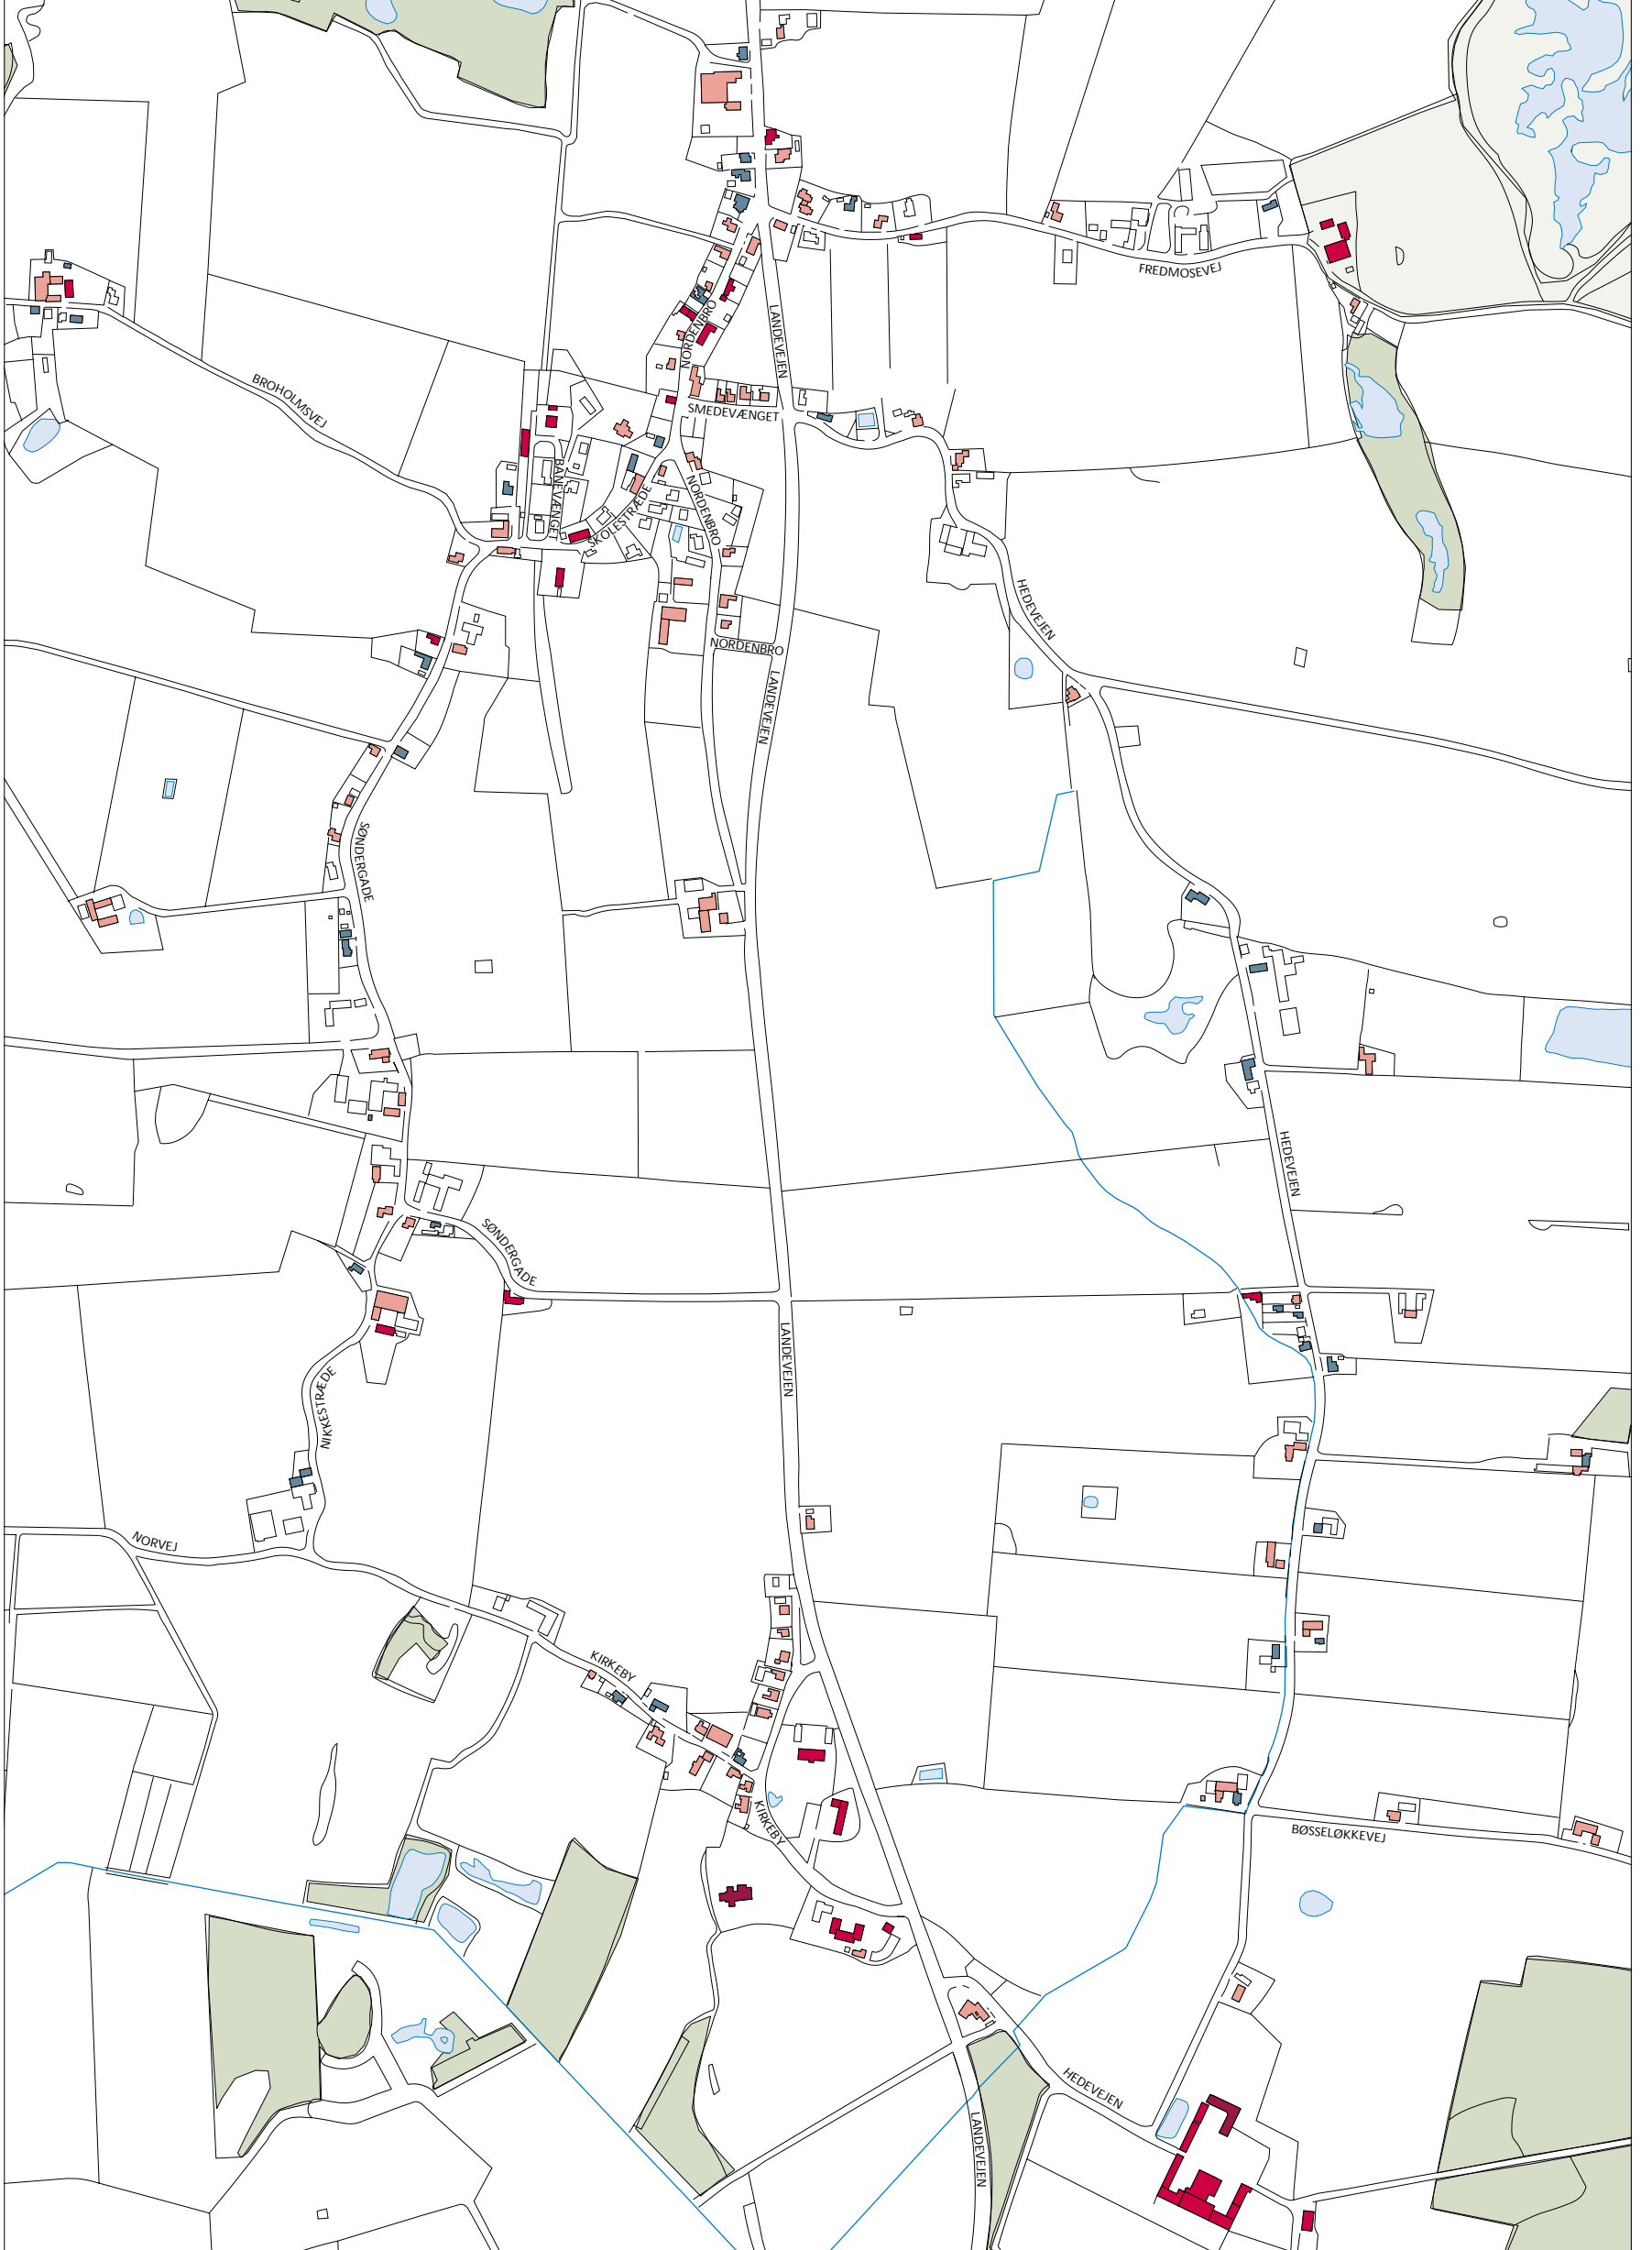 FREDMOSEVEJ
NORDENBRO
LANDEVEJEN
BROHOLMSVEJ
SMEDEVÆNGET
BANEVÆNGET
SKOLESTRÆDE
NORDENBRO
HEDEVEJEN
NORDENBRO
LANDEVEJEN
SØNDERGADE
HEDEVEJEN
SØNDERGADE
LANDEVEJEN
NIKKESTRÆDE
NORVEJ
KIRKEBY
KIRKEBY
BØSSELØKKEVEJ
HEDEVEJEN
LANDEVEJEN